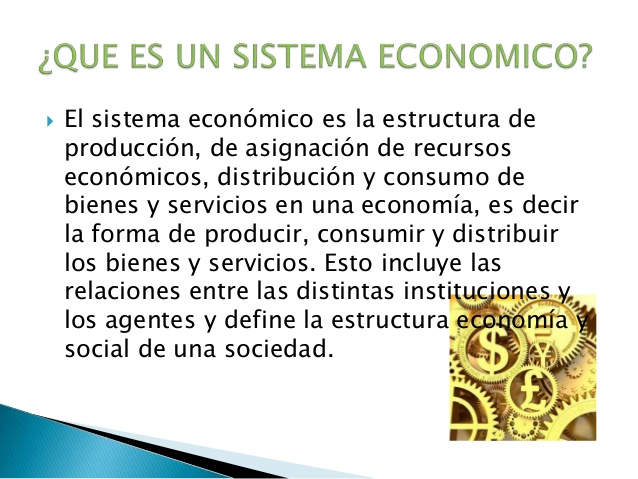 ¿QUE ES UN SISTEMA ECONOMICO?
El sistema económico es la estructura de
producción, de asignación de recursos
económicos, distribución y consumo de
bienes y servicios en una economía, es decir
la forma de producir, consumir y distribuir
los bienes y servicios. Esto incluye las
relaciones entre las distintas instituciones y
los agentes y define la estructura economía y
social de una sociedad.
$
¥
£